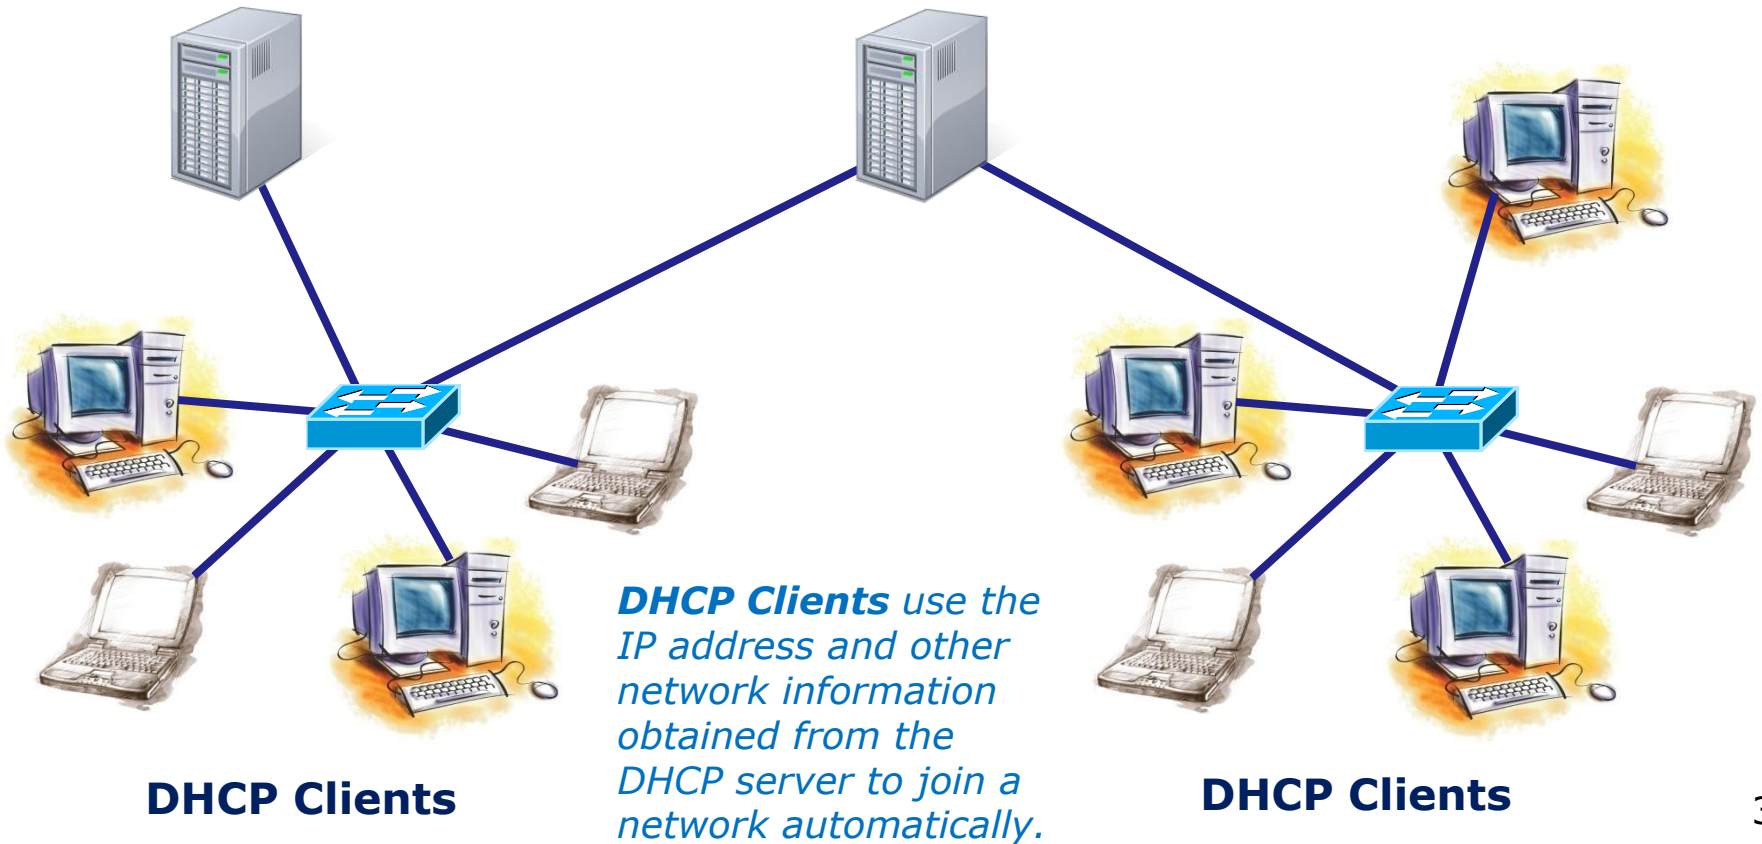 DHCP Clients use the
IP address and other
network information
obtained from the
DHCP server to join a
network automatically.
DHCP Clients
DHCP Clients